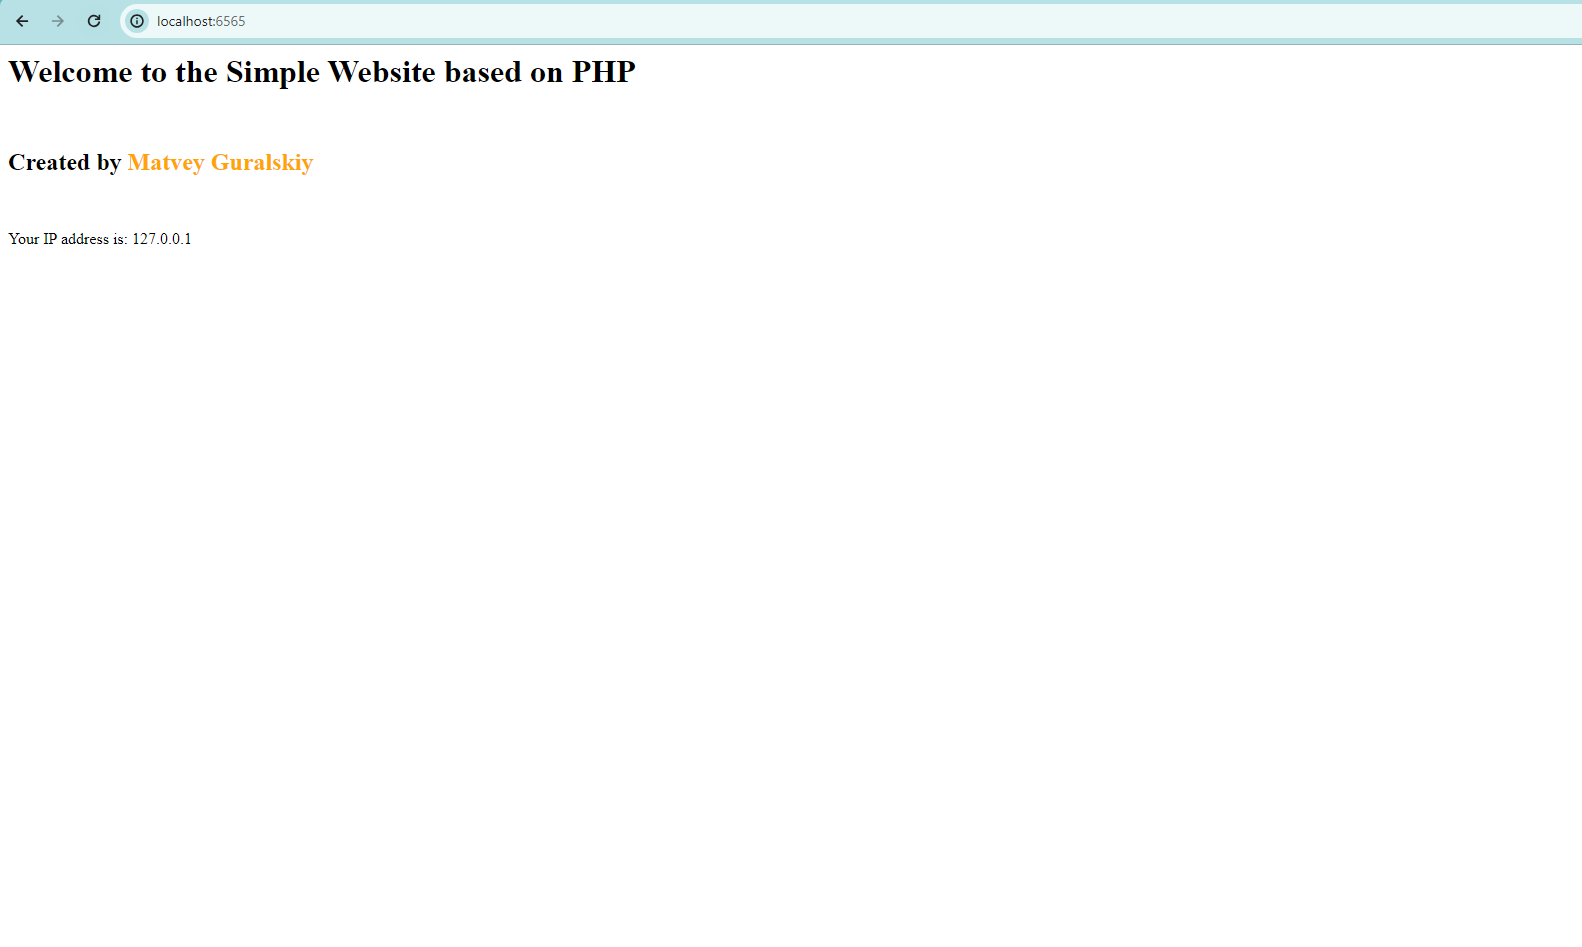 localhost:6565
Welcome to the Simple Website based on PHP
Created by Matvey Guralskiy
Your IP address is: 127.0.0.1